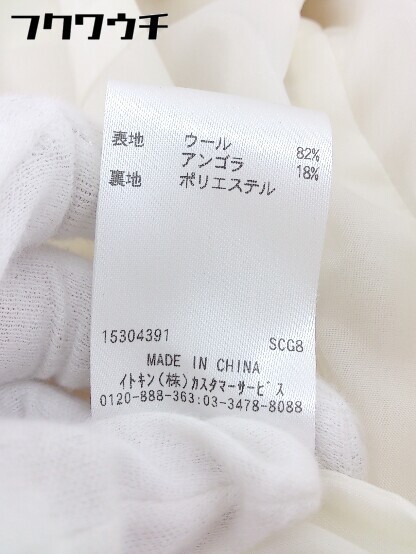 フクワウチ
表地 ウール 82%
アンゴラ 18%
裏地 ポリエステル
15304391 SCG8
MADE IN CHINA
イトキン(株)カスタマーサービス
0120-888-363:03-3478-8088